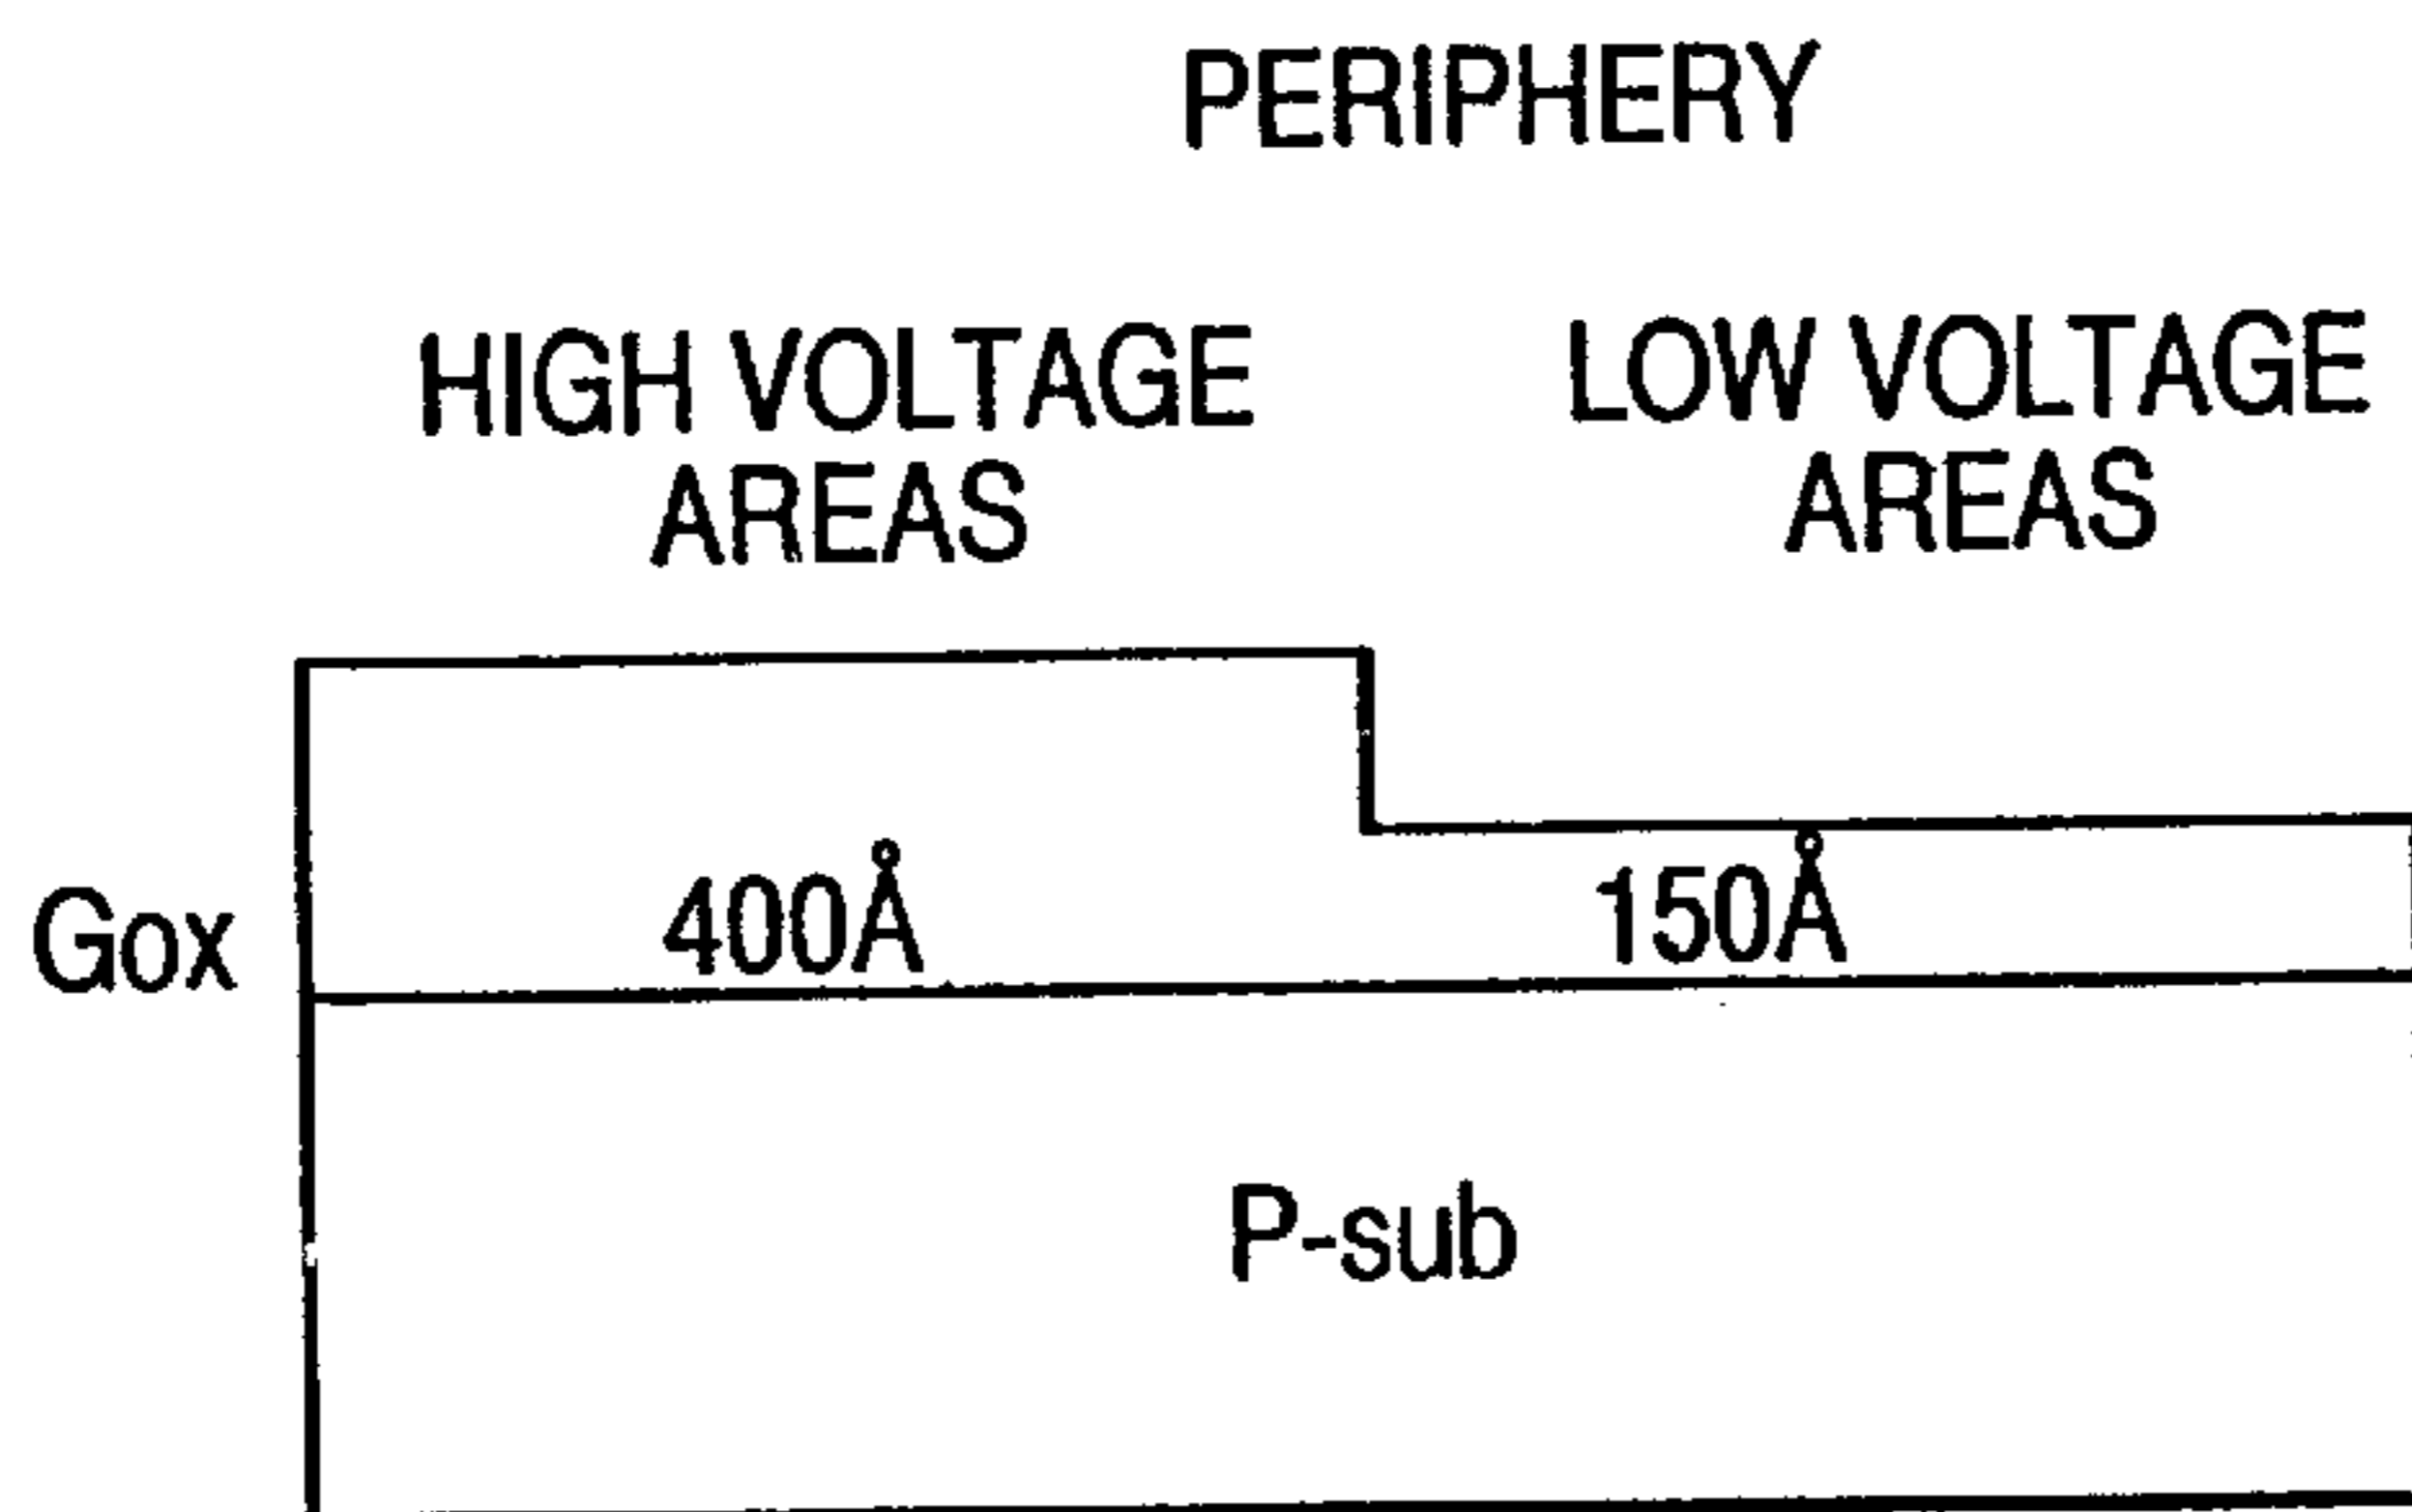 PERIPHERY
HIGH VOLTAGE
AREAS
LOW VOLTAGE
AREAS
Gox
400Å
150Å
P-sub